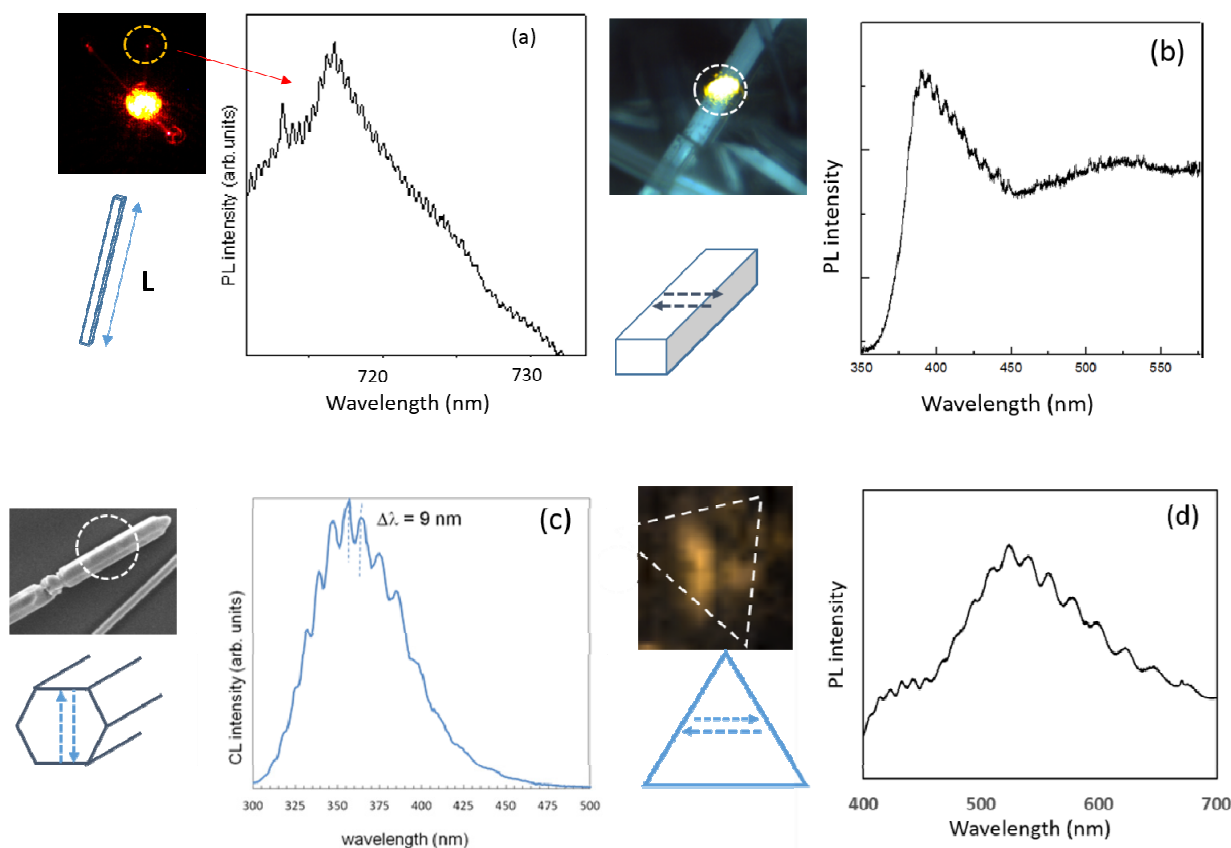 (a)
PL intensity (arb. units)
L
720
730
Wavelength (nm)
(b)
PL intensity
350
400
450
500
550
Wavelength (nm)
(c)
Δλ = 9 nm
CL intensity (arb. units)
300
325
350
375
400
425
450
475
500
wavelength (nm)
(d)
PL intensity
400
500
600
700
Wavelength (nm)